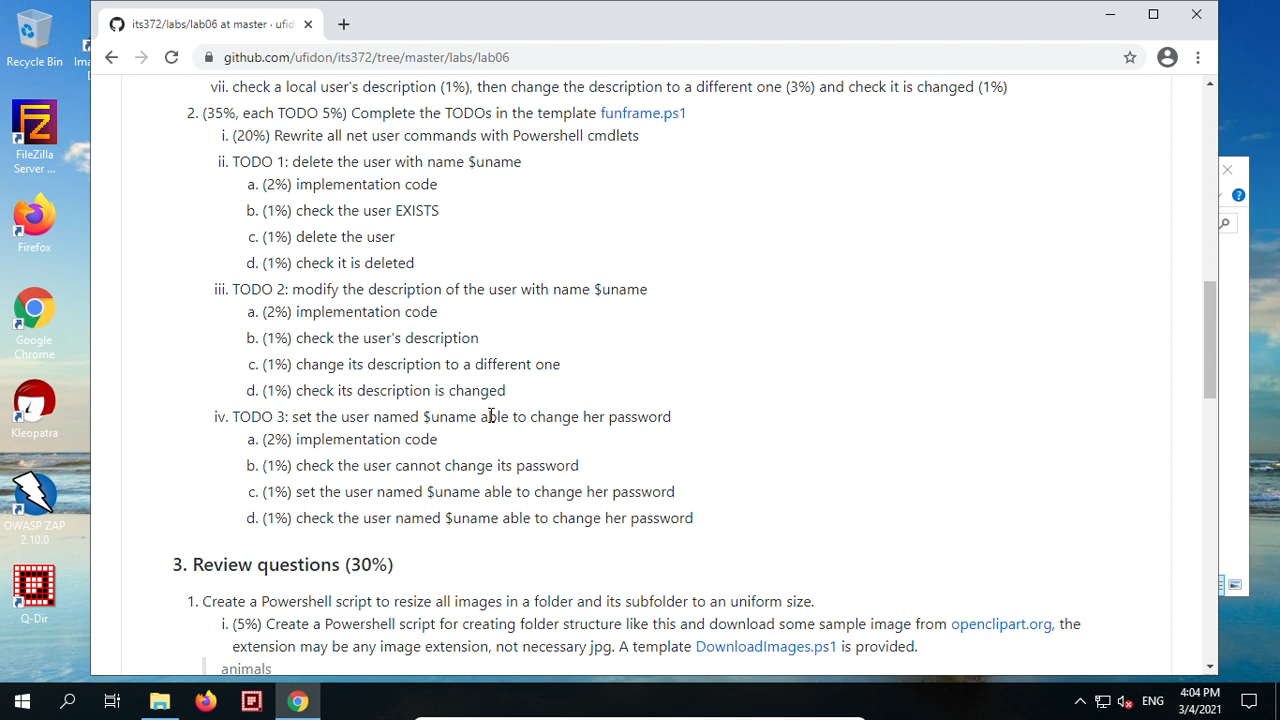 Recycle Bin
Ima
FileZilla
Server ...
Firefox
Google
Chrome
Kleopatra
OWASP ZAP
2.10.0
Q-Dir
its372/labs/lab06 at master · ufid
github.com/ufidon/its372/tree/master/labs/lab06
vii. check a local user's description (1%), then change the description to a different one (3%) and check it is changed (1%)
2. (35%, each TODO 5%) Complete the TODOs in the template funframe.ps1
i. (20%) Rewrite all net user commands with Powershell cmdlets
ii. TODO 1: delete the user with name $uname
a. (2%) implementation code
b. (1%) check the user EXISTS
c. (1%) delete the user
d. (1%) check it is deleted
iii. TODO 2: modify the description of the user with name $uname
a. (2%) implementation code
b. (1%) check the user's description
c. (1%) change its description to a different one
d. (1%) check its description is changed
iv. TODO 3: set the user named $uname able to change her password
a. (2%) implementation code
b. (1%) check the user cannot change its password
c. (1%) set the user named $uname able to change her password
d. (1%) check the user named $uname able to change her password
3. Review questions (30%)
1. Create a Powershell script to resize all images in a folder and its subfolder to an uniform size.
i. (5%) Create a Powershell script for creating folder structure like this and download some sample image from openclipart.org, the
extension may be any image extension, not necessary jpg. A template DownloadImages.ps1 is provided.
animals
ENG
4:04 PM
3/4/2021